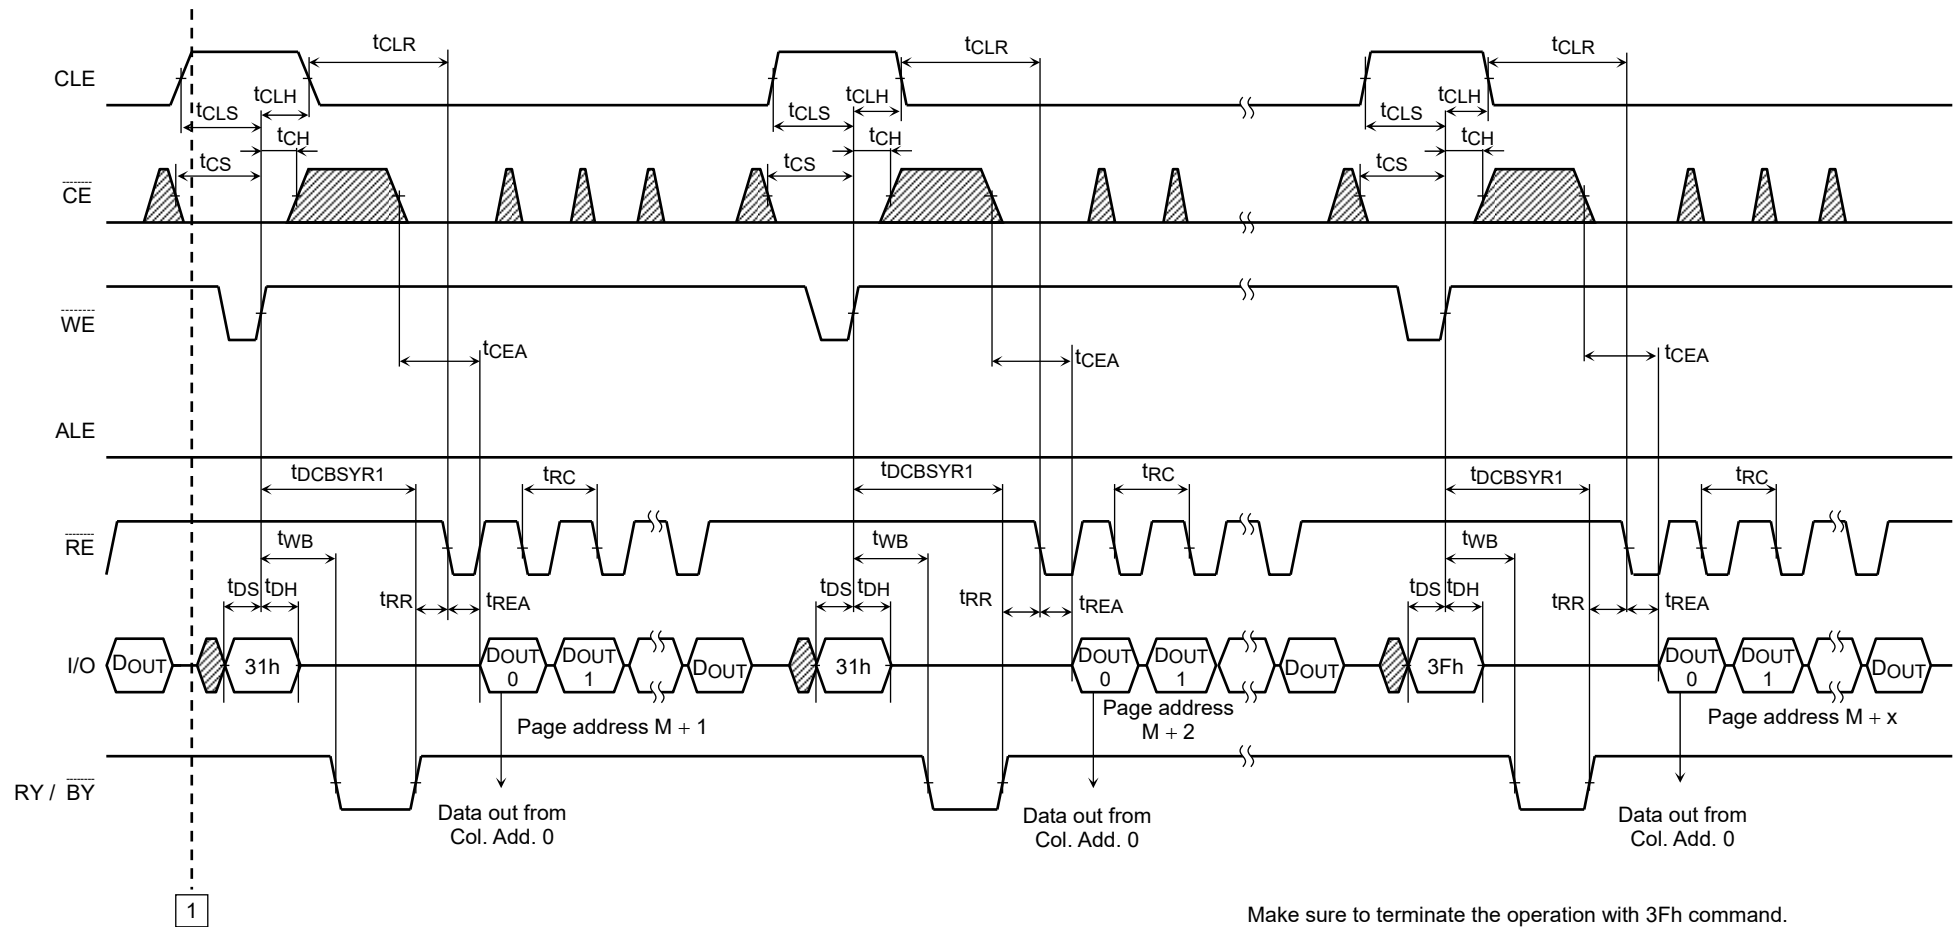 tCLR tCLR tCLR
CLE
tCLH tCLH tCLH
tCLS tCLS tCLS
tCH tCH tCH
tCS tCS tCS
CE
WE
tCEA tCEA tCEA
ALE
tDCBSYR1 tRC tDCBSYR1 tRC tDCBSYR1 tRC
RE
tWB tWB tWB
tDS tDH tRR tREA tDS tDH tRR tREA tDS tDH tRR tREA
I/O DOUT 31h DOUT 0 DOUT 1 DOUT 31h DOUT 0 DOUT 1 DOUT 3Fh DOUT 0 DOUT 1 DOUT
Page address M + 1
Page address
M + 2
Page address M + x
RY / BY
Data out from
Col. Add. 0
Data out from
Col. Add. 0
Data out from
Col. Add. 0
1
Make sure to terminate the operation with 3Fh command.